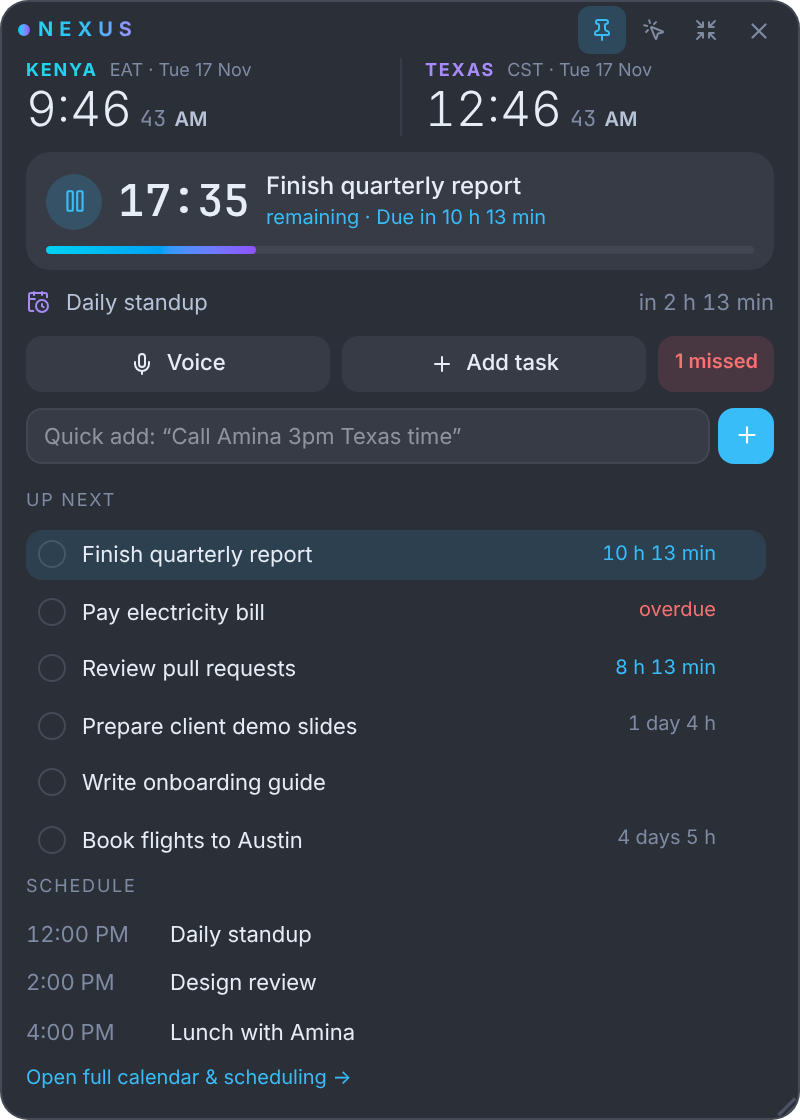 NEXUS
KENYA EAT · Tue 17 Nov
9:46 43 AM
TEXAS CST · Tue 17 Nov
12:46 43 AM
17:35
Finish quarterly report
remaining · Due in 10 h 13 min
Daily standup in 2 h 13 min
Voice
Add task
1 missed
Quick add: “Call Amina 3pm Texas time”
UP NEXT
Finish quarterly report 10 h 13 min
Pay electricity bill overdue
Review pull requests 8 h 13 min
Prepare client demo slides 1 day 4 h
Write onboarding guide
Book flights to Austin 4 days 5 h
SCHEDULE
12:00 PM Daily standup
2:00 PM Design review
4:00 PM Lunch with Amina
Open full calendar & scheduling →